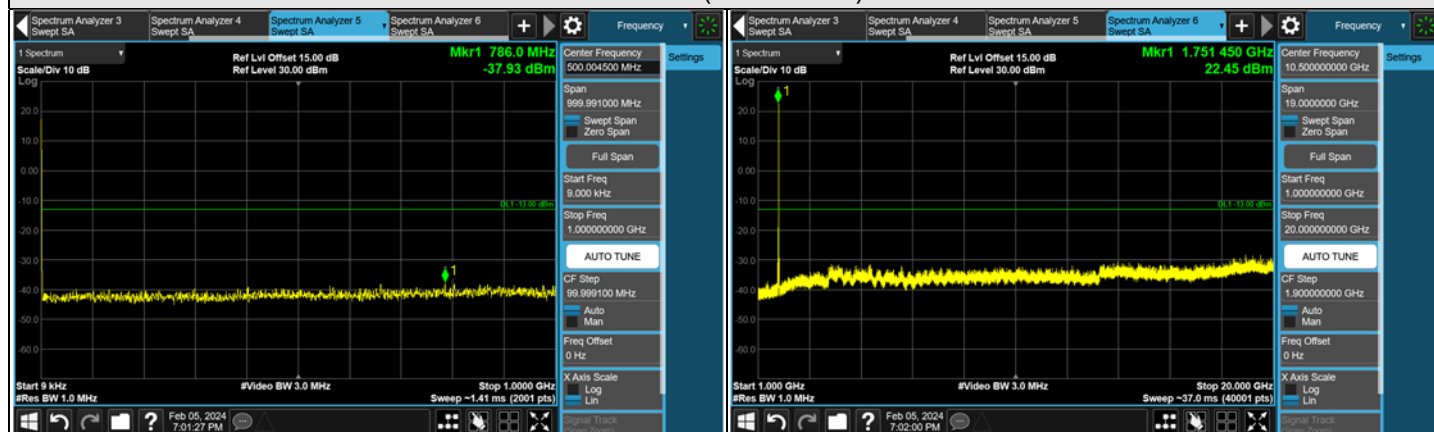 Spectrum Analyzer 3
Swept SA
Spectrum Analyzer 4
Swept SA
Spectrum Analyzer 5
Swept SA
Spectrum Analyzer 6
Swept SA
+
Frequency
1 Spectrum
Scale/Div 10 dB
Log
Ref Lvl Offset 15.00 dB
Ref Level 30.00 dBm
Mkr1 786.0 MHz
-37.93 dBm
1
20.0
10.0
0.00
-10.0
-20.0
-30.0
-40.0
-50.0
-60.0
DL1 -13.00 dBm
Start 9 kHz
#Res BW 1.0 MHz
#Video BW 3.0 MHz
Stop 1.0000 GHz
Sweep ~1.41 ms (2001 pts)
Center Frequency
500.004500 MHz
Settings
Span
999.991000 MHz
Swept Span
Zero Span
Full Span
Start Freq
9.000 kHz
Stop Freq
1.000000000 GHz
AUTO TUNE
CF Step
99.999100 MHz
Auto
Man
Freq Offset
0 Hz
X Axis Scale
Log
Lin
Signal Track
?
Feb 05, 2024
7:01:27 PM
Spectrum Analyzer 3
Swept SA
Spectrum Analyzer 4
Swept SA
Spectrum Analyzer 5
Swept SA
Spectrum Analyzer 6
Swept SA
+
Frequency
1 Spectrum
Scale/Div 10 dB
Log
Ref Lvl Offset 15.00 dB
Ref Level 30.00 dBm
Mkr1 1.751 450 GHz
22.45 dBm
1
20.0
10.0
0.00
-10.0
-20.0
-30.0
-40.0
-50.0
-60.0
DL1 -13.00 dBm
Start 1.000 GHz
#Res BW 1.0 MHz
#Video BW 3.0 MHz
Stop 20.000 GHz
Sweep ~37.0 ms (40001 pts)
Center Frequency
10.500000000 GHz
Settings
Span
19.0000000 GHz
Swept Span
Zero Span
Full Span
Start Freq
1.000000000 GHz
Stop Freq
20.000000000 GHz
AUTO TUNE
CF Step
1.900000000 GHz
Auto
Man
Freq Offset
0 Hz
X Axis Scale
Log
Lin
Signal Track
?
Feb 05, 2024
7:02:00 PM